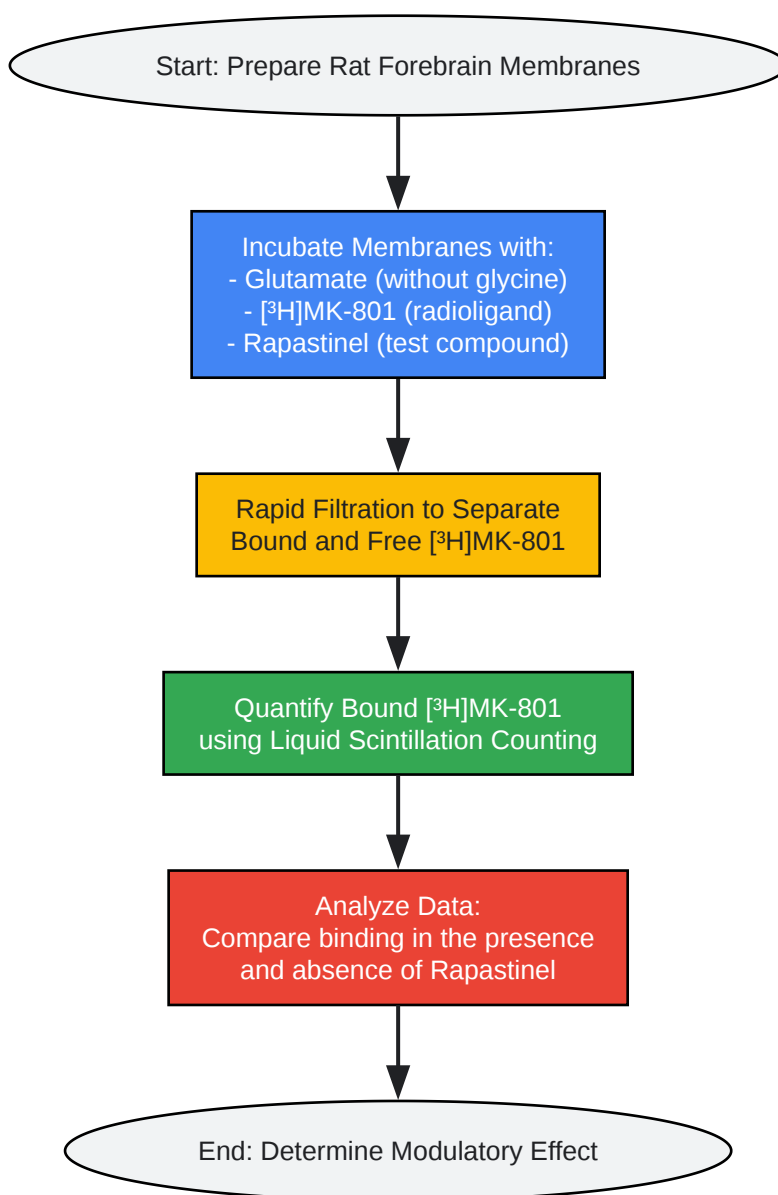 Start: Prepare Rat Forebrain Membranes
Incubate Membranes with:
- Glutamate (without glycine)
- [³H]MK-801 (radioligand)
- Rapastinel (test compound)
Rapid Filtration to Separate
Bound and Free [³H]MK-801
Quantify Bound [³H]MK-801
using Liquid Scintillation Counting
Analyze Data:
Compare binding in the presence
and absence of Rapastinel
End: Determine Modulatory Effect